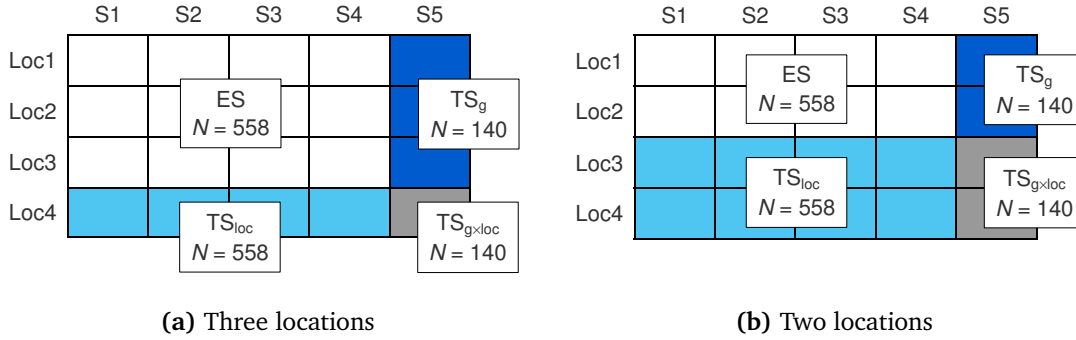 S1 S2 S3 S4 S5
Loc1
Loc2
Loc3
Loc4
ES
N = 558
TSg
N = 140
TSloc
N = 558
TSg×loc
N = 140
(a) Three locations
S1 S2 S3 S4 S5
Loc1
Loc2
Loc3
Loc4
ES
N = 558
TSg
N = 140
TSloc
N = 558
TSg×loc
N = 140
(b) Two locations